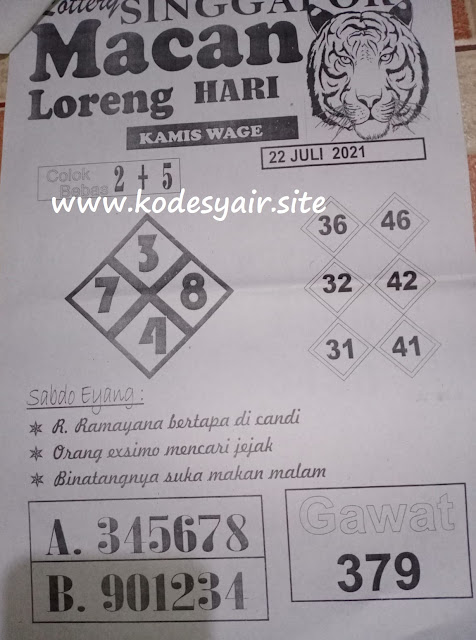 Lottery SINGGAPOR
Macan
Loreng HARI
KAMIS WAGE
22 JULI 2021
Colok Bebas 2 + 5
www.kodesyair.site
3
7 8
4
36 46
32 42
31 41
Sabdo Eyang :
✴ R. Ramayana bertapa di candi
✴ Orang exsimo mencari jejak
✴ Binatangnya suka makan malam
A. 345678
B. 901234
Gawat
379